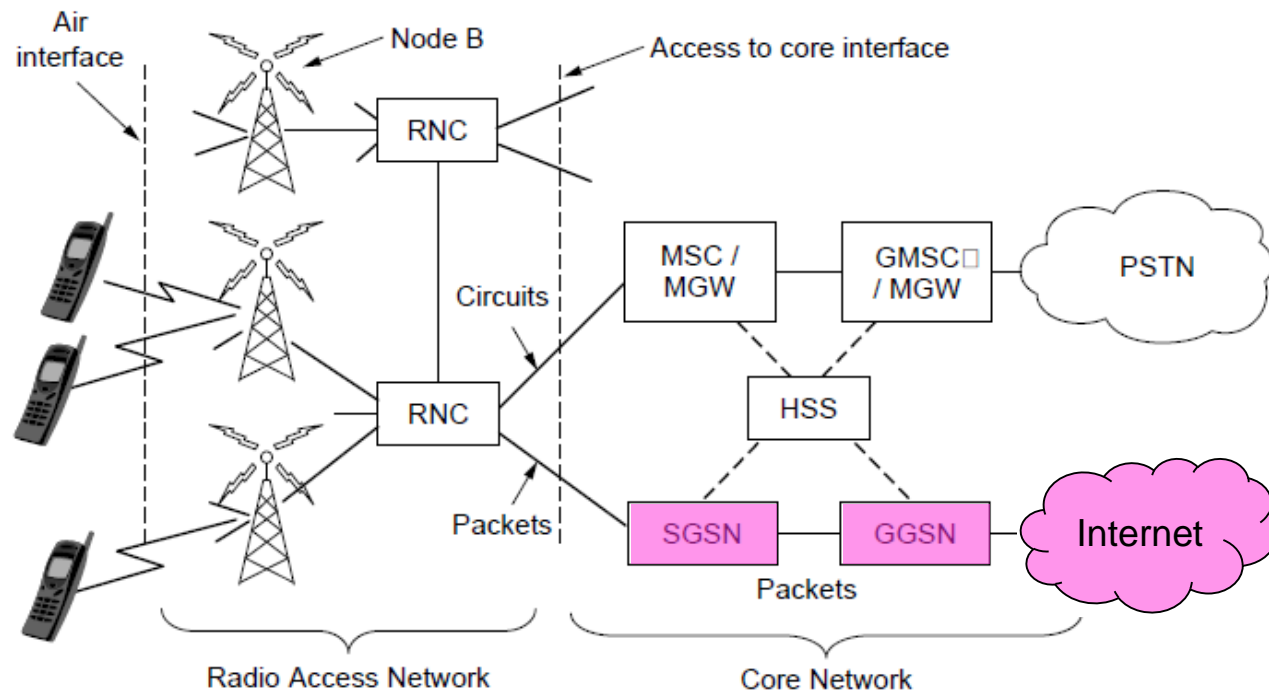 Air
interface
Node B
Access to core interface
RNC
MSC /
MGW
GMSC□
/ MGW
PSTN
Circuits
RNC
HSS
Packets
SGSN
GGSN
Internet
Packets
Radio Access Network
Core Network